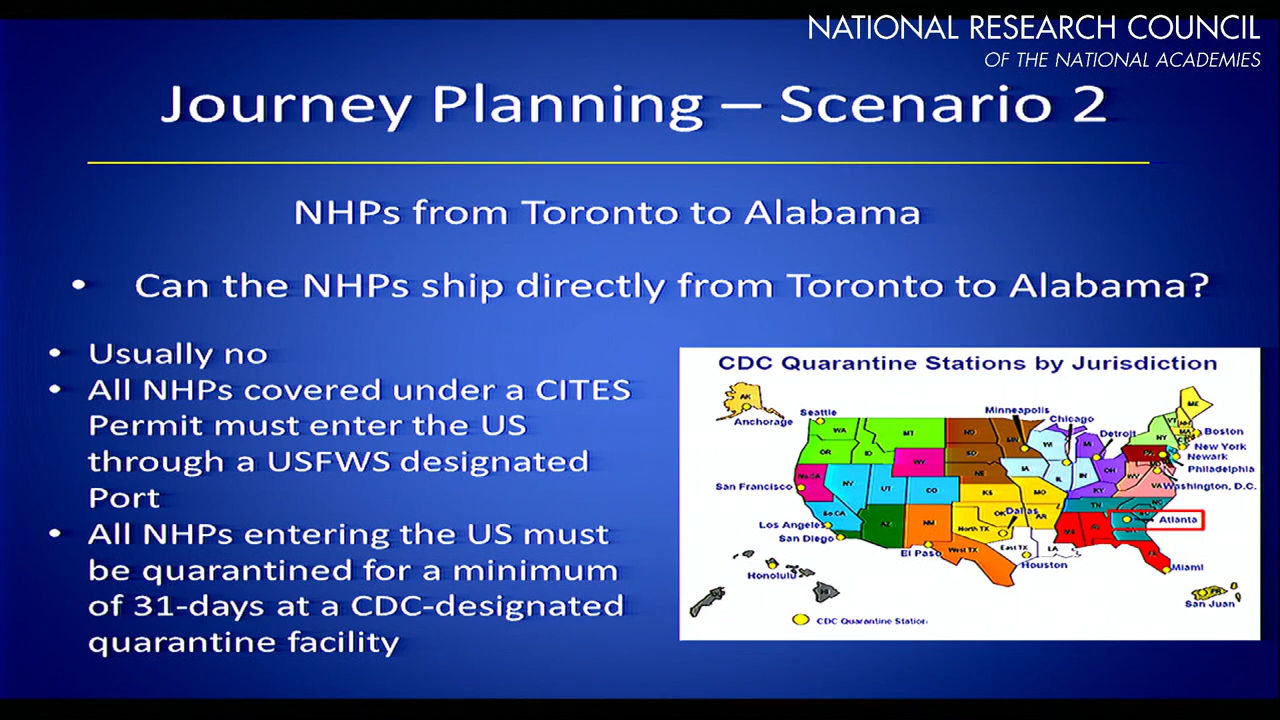 NATIONAL RESEARCH COUNCIL
OF THE NATIONAL ACADEMIES
Journey Planning – Scenario 2
NHPs from Toronto to Alabama
• Can the NHPs ship directly from Toronto to Alabama?
• Usually no
• All NHPs covered under a CITES
Permit must enter the US
through a USFWS designated
Port
• All NHPs entering the US must
be quarantined for a minimum
of 31-days at a CDC-designated
quarantine facility
CDC Quarantine Stations by Jurisdiction
AK
Anchorage
Seattle
Minneapolis
Chicago
Detroit
ME
Boston
New York
Newark
Philadelphia
Washington, D.C.
WA
MT
ND
MN
WI
MI
NY
VT
OR
ID
WY
SD
IA
IL
IN
OH
WV
VA
San Francisco
NV
UT
CO
NE
KS
MO
KY
So CA
TN
NC
Los Angeles
San Diego
AZ
NM
OK
Dallas
AR
Atlanta
North TX
El Paso
West TX
East TX
LA
Houston
FL
Miami
Honolulu
HI
San Juan
PR
CDC Quarantine Station